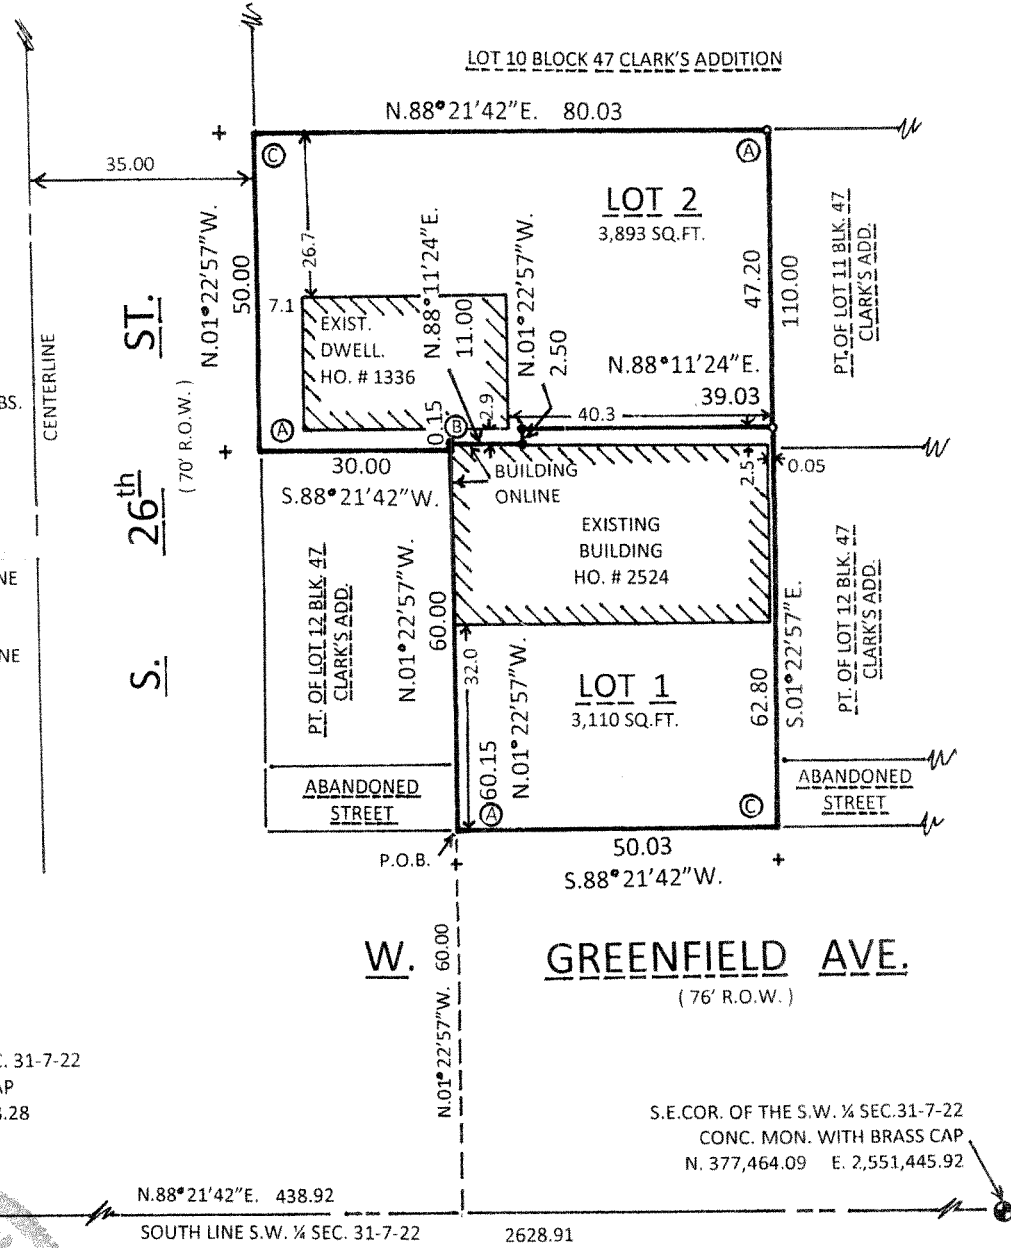 LOT 10 BLOCK 47 CLARK'S ADDITION
N.88°21'42"E. 80.03
35.00
C
A
LOT 2
3,893 SQ.FT.
N.01°22'57"W.
50.00
26.7
7.1
N.88°11'24"E.
11.00
N.01°22'57"W.
2.50
47.20
110.00
PT. OF LOT 11 BLK. 47
CLARK'S ADD.
EXIST.
DWELL.
HO. # 1336
N.88°11'24"E.
39.03
40.3
2.9
0.15
B
A
CENTERLINE
BS.
S. 26th ST.
( 70' R.O.W. )
30.00
S.88°21'42"W.
BUILDING
ONLINE
2.5
0.05
EXISTING
BUILDING
HO. # 2524
PT. OF LOT 12 BLK. 47
CLARK'S ADD.
N.01°22'57"W.
60.00
32.0
N.01°22'57"W.
60.15
LOT 1
3,110 SQ.FT.
62.80
S.01°22'57"E.
PT. OF LOT 12 BLK. 47
CLARK'S ADD.
NE
NE
ABANDONED
STREET
A
C
ABANDONED
STREET
P.O.B.
50.03
S.88°21'42"W.
W. GREENFIELD AVE.
( 76' R.O.W. )
N.01°22'57"W. 60.00
C. 31-7-22
AP
.28
S.E.COR. OF THE S.W. ¼ SEC.31-7-22
CONC. MON. WITH BRASS CAP
N. 377,464.09 E. 2,551,445.92
N.88°21'42"E. 438.92
SOUTH LINE S.W. ¼ SEC. 31-7-22 2628.91